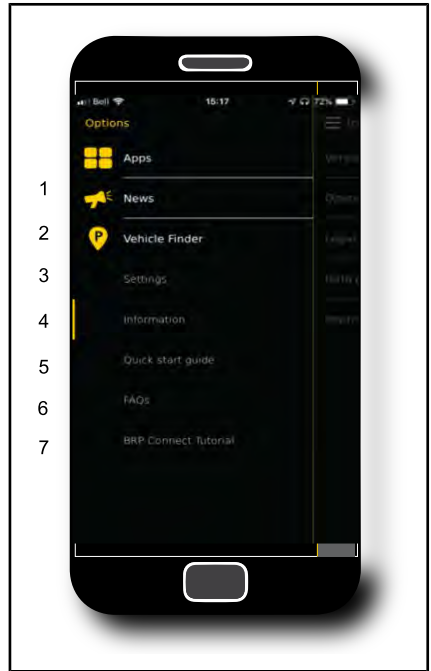 Bell 15:17 72%
Options
Apps
1 News
2 P Vehicle Finder
3 Settings
4 Information
5 Quick start guide
6 FAQs
7 BRP Connect Tutorial